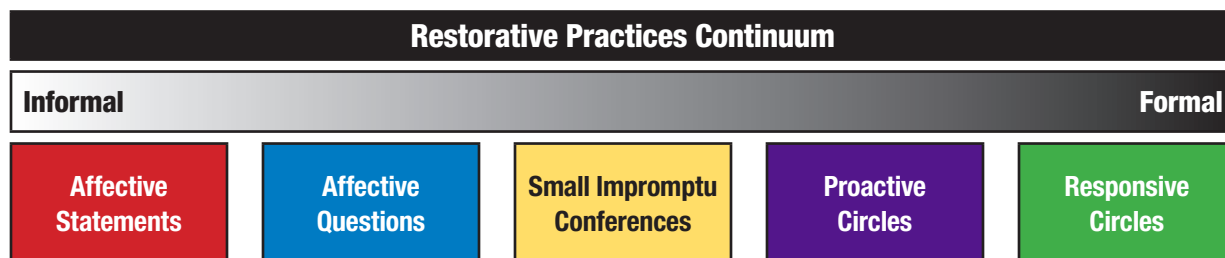 Restorative Practices Continuum
Informal
Formal
Affective
Statements
Affective
Questions
Small Impromptu
Conferences
Proactive
Circles
Responsive
Circles